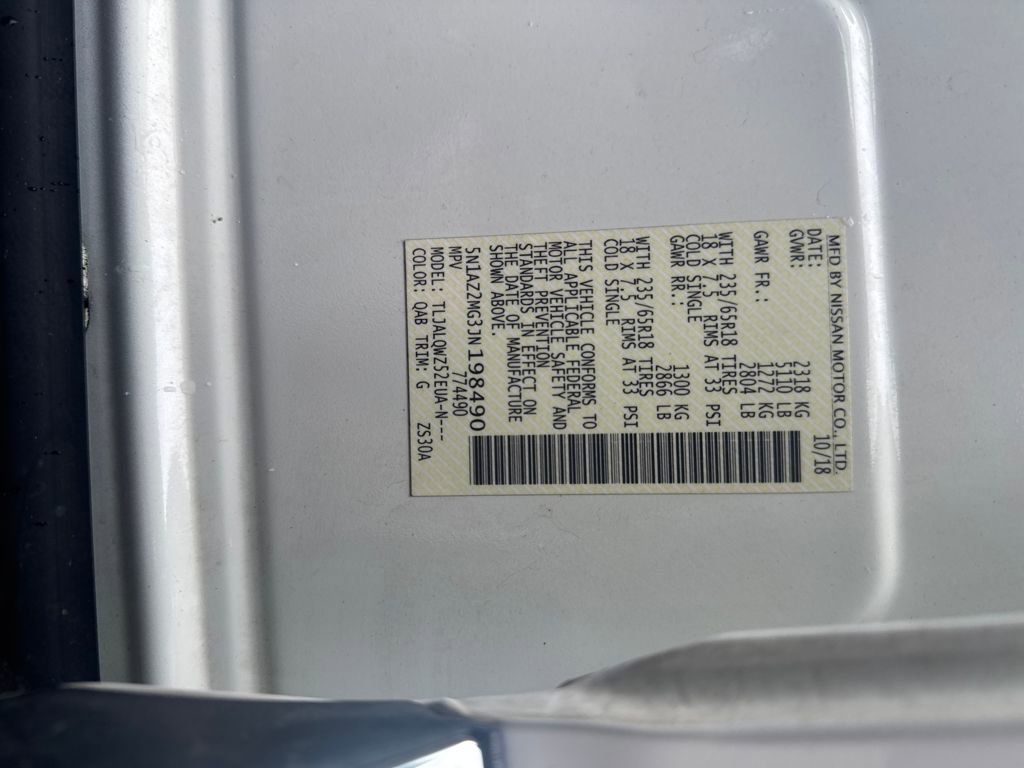 MFD BY NISSAN MOTOR CO., LTD.
DATE: 10/18
GVWR: 2318 KG
5110 LB
GAWR FR.: 1272 KG
2804 LB
WITH 235/65R18 TIRES
18 X 7.5 RIMS AT 33 PSI
COLD SINGLE
GAWR RR.: 1300 KG
2866 LB
WITH 235/65R18 TIRES
18 X 7.5 RIMS AT 33 PSI
COLD SINGLE
THIS VEHICLE CONFORMS TO
ALL APPLICABLE FEDERAL
MOTOR VEHICLE SAFETY AND
THEFT PREVENTION
STANDARDS IN EFFECT ON
THE DATE OF MANUFACTURE
SHOWN ABOVE.
5N1AZ2MG3JN198490
MPV 774490
MODEL: TLJALQWZ52EUA-N---
COLOR: QAB TRIM: G ZS30A